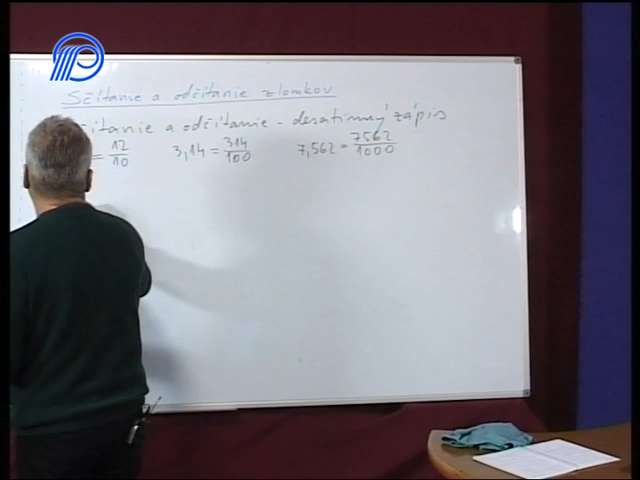 Sčítanie a odčítanie zlomkov
čítanie a odčítanie - desatinný zápis
= 12/10 3,14 = 314/100 7,562 = 7562/1000